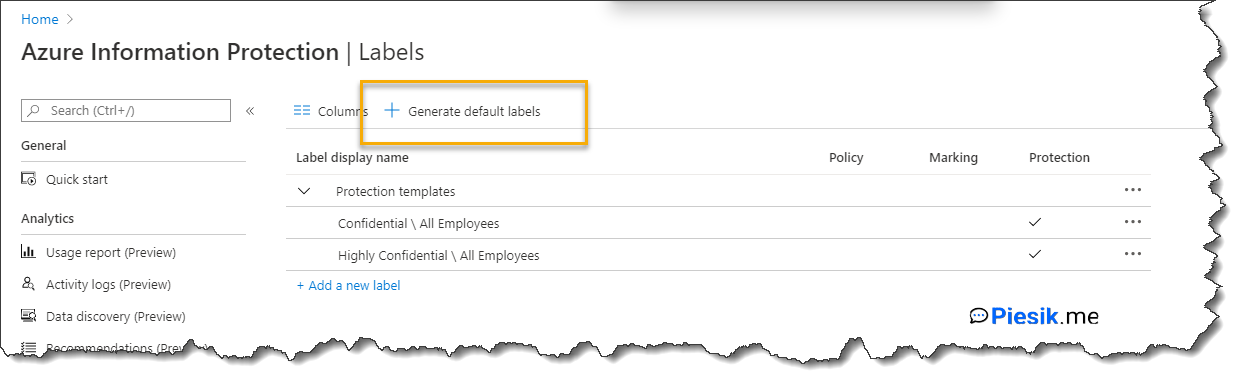 Home
Azure Information Protection | Labels
Search (Ctrl+/)
«
Columns
Generate default labels
General
Label display name Policy Marking Protection
Quick start
Protection templates
Analytics
Confidential \ All Employees
Usage report (Preview)
Highly Confidential \ All Employees
Activity logs (Preview)
+ Add a new label
Data discovery (Preview)
Piesik.me
Recommendations (Preview)